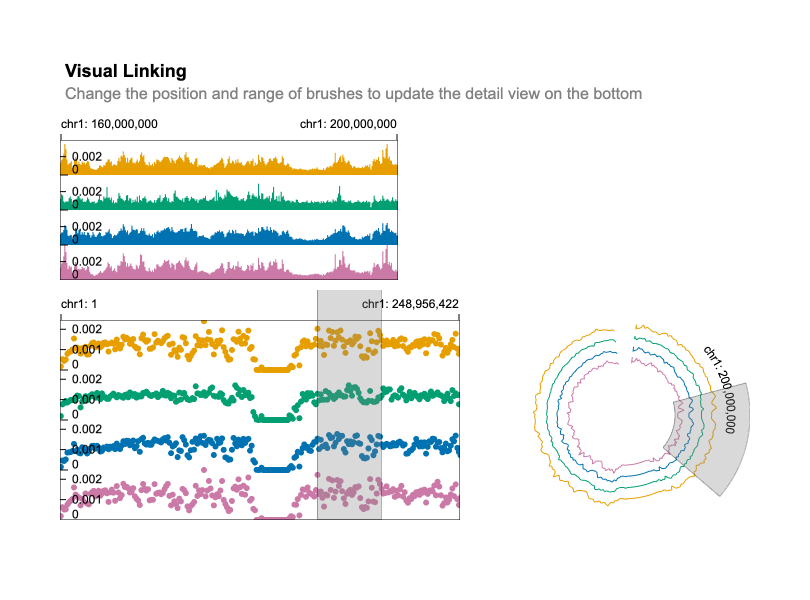 Visual Linking
Change the position and range of brushes to update the detail view on the bottom
chr1: 160,000,000
chr1: 200,000,000
0.002
0
0.002
0
0.002
0
0.002
0
chr1: 1
chr1: 248,956,422
0.002
0.001
0
0.002
0.001
0
0.002
0.001
0
0.002
0.001
0
chr1: 200,000,000